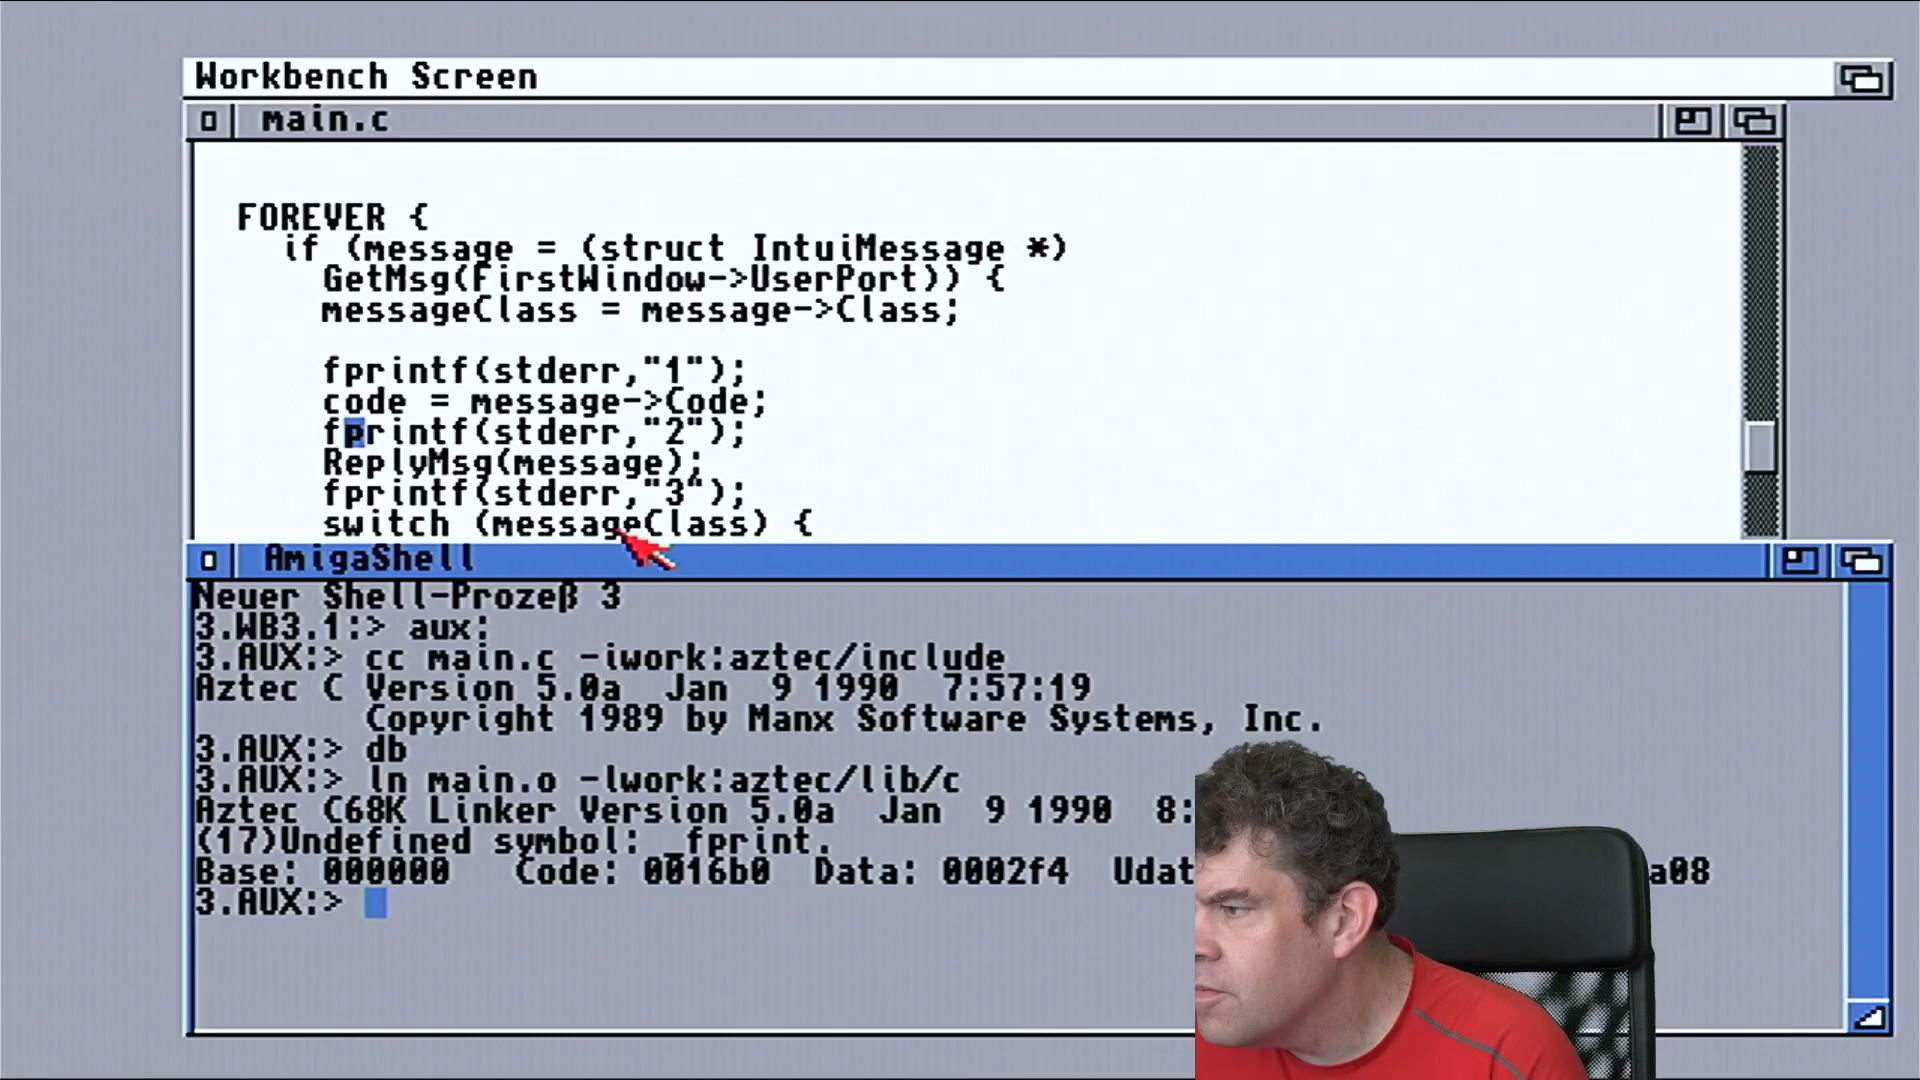 Workbench Screen
main.c
FOREVER {
if (message = (struct IntuiMessage *)
GetMsg(FirstWindow->UserPort)) {
messageClass = message->Class;
fprintf(stderr,"1");
code = message->Code;
fprintf(stderr,"2");
ReplyMsg(message);
fprintf(stderr,"3");
switch (messageClass) {
AmigaShell
Neuer Shell-Prozeß 3
3.WB3.1:> aux:
3.AUX:> cc main.c -iwork:aztec/include
Aztec C Version 5.0a Jan 9 1990 7:57:19
Copyright 1989 by Manx Software Systems, Inc.
3.AUX:> db
3.AUX:> ln main.o -lwork:aztec/lib/c
Aztec C68K Linker Version 5.0a Jan 9 1990 8:
(17)Undefined symbol: _fprint.
Base: 000000 Code: 0016b0 Data: 0002f4 Udat a08
3.AUX:>